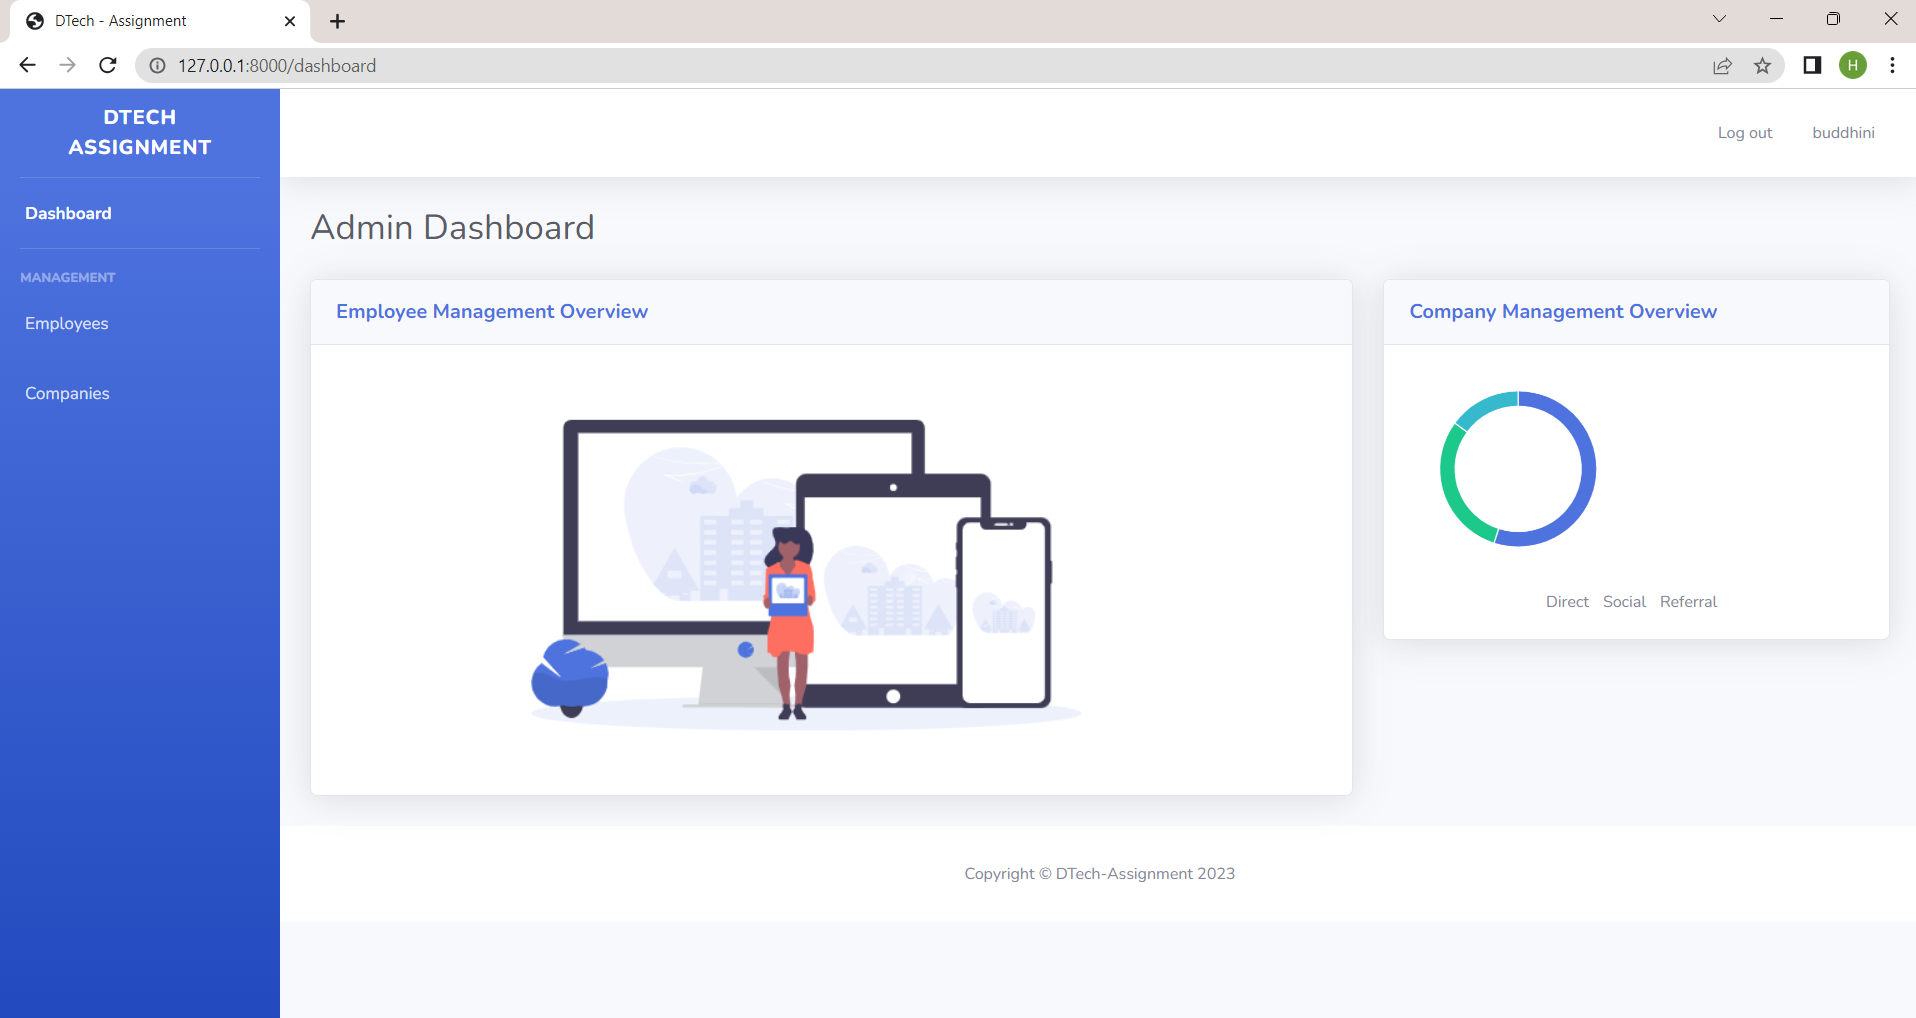 DTech - Assignment
127.0.0.1:8000/dashboard
H
DTECH
ASSIGNMENT
Dashboard
MANAGEMENT
Employees
Companies
Log out buddhini
Admin Dashboard
Employee Management Overview
Company Management Overview
Direct Social Referral
Copyright © DTech-Assignment 2023